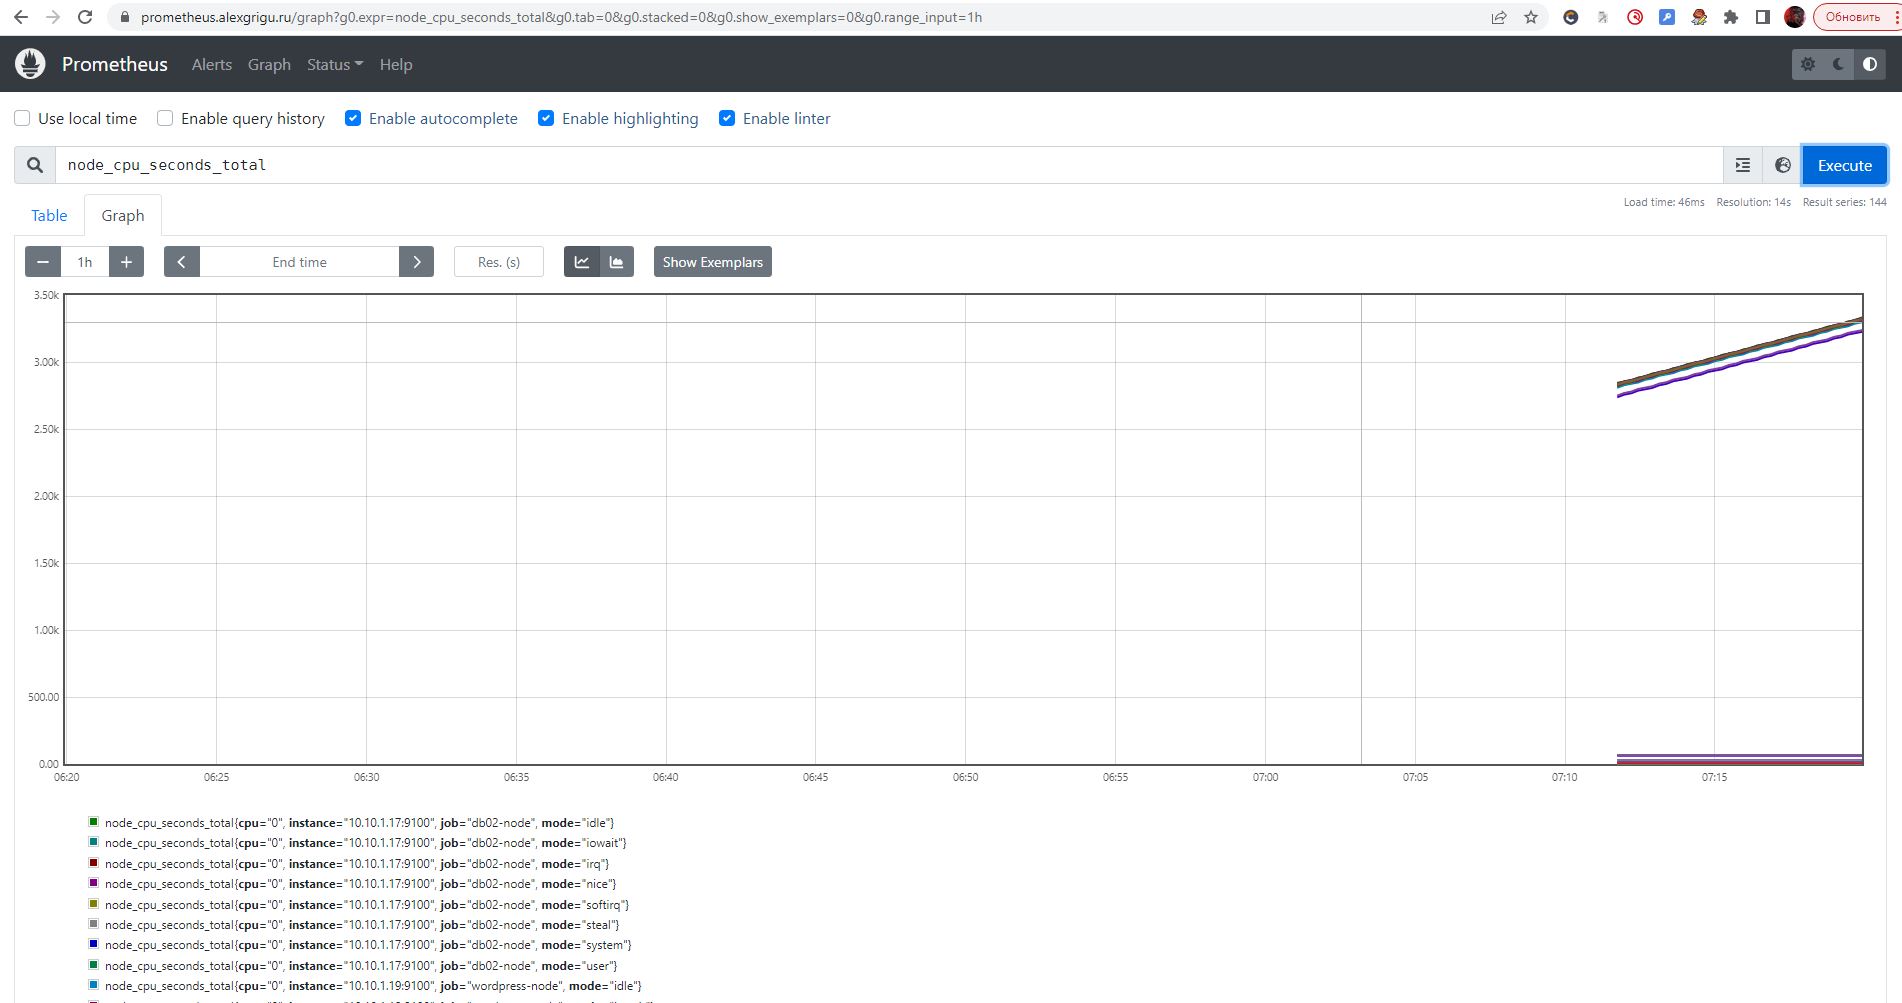 prometheus.alexgrigu.ru/graph?g0.expr=node_cpu_seconds_total&g0.tab=0&g0.stacked=0&g0.show_exemplars=0&g0.range_input=1h
Обновить
Prometheus Alerts Graph Status Help
Use local time Enable query history Enable autocomplete Enable highlighting Enable linter
node_cpu_seconds_total
Execute
Table Graph
Load time: 46ms Resolution: 14s Result series: 144
1h End time Res. (s) Show Exemplars
3.50k
3.00k
2.50k
2.00k
1.50k
1.00k
500.00
0.00
06:20 06:25 06:30 06:35 06:40 06:45 06:50 06:55 07:00 07:05 07:10 07:15
node_cpu_seconds_total{cpu="0", instance="10.10.1.17:9100", job="db02-node", mode="idle"}
node_cpu_seconds_total{cpu="0", instance="10.10.1.17:9100", job="db02-node", mode="iowait"}
node_cpu_seconds_total{cpu="0", instance="10.10.1.17:9100", job="db02-node", mode="irq"}
node_cpu_seconds_total{cpu="0", instance="10.10.1.17:9100", job="db02-node", mode="nice"}
node_cpu_seconds_total{cpu="0", instance="10.10.1.17:9100", job="db02-node", mode="softirq"}
node_cpu_seconds_total{cpu="0", instance="10.10.1.17:9100", job="db02-node", mode="steal"}
node_cpu_seconds_total{cpu="0", instance="10.10.1.17:9100", job="db02-node", mode="system"}
node_cpu_seconds_total{cpu="0", instance="10.10.1.17:9100", job="db02-node", mode="user"}
node_cpu_seconds_total{cpu="0", instance="10.10.1.19:9100", job="wordpress-node", mode="idle"}